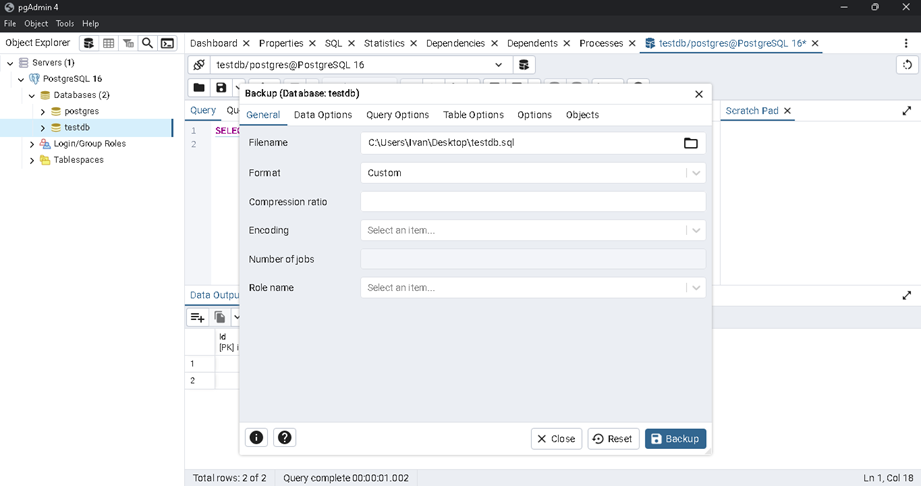 pgAdmin 4
File Object Tools Help
Object Explorer
Dashboard Properties SQL Statistics Dependencies Dependents Processes testdb/postgres@PostgreSQL 16*
Servers (1)
testdb/postgres@PostgreSQL 16
PostgreSQL 16
Databases (2)
postgres
testdb
Login/Group Roles
Tablespaces
Query
Scratch Pad
1
2
Backup (Database: testdb)
General Data Options Query Options Table Options Options Objects
Filename C:\Users\Ivan\Desktop\testdb.sql
Format Custom
Compression ratio
Encoding Select an item...
Number of jobs
Role name Select an item...
Close Reset Backup
id
[PK]
1
2
Total rows: 2 of 2 Query complete 00:00:01.002 Ln 1, Col 18